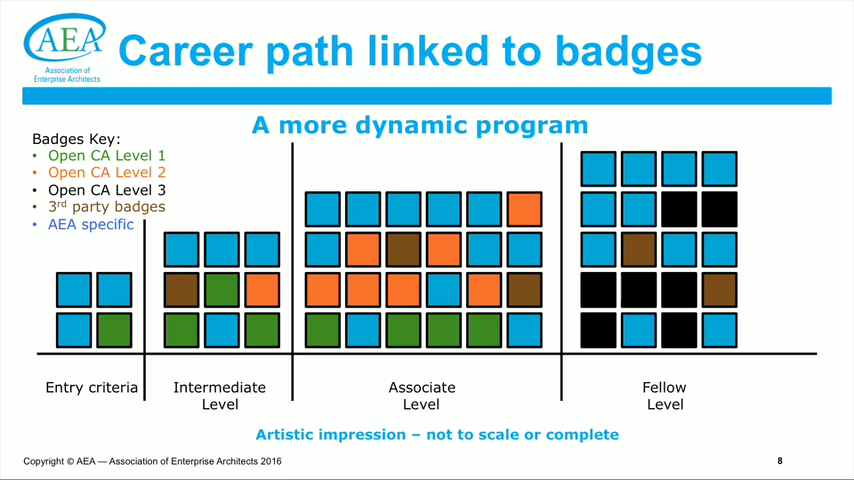 AEA
Association of
Enterprise Architects
Career path linked to badges
A more dynamic program
Badges Key:
• Open CA Level 1
• Open CA Level 2
• Open CA Level 3
• 3rd party badges
• AEA specific
Entry criteria
Intermediate
Level
Associate
Level
Fellow
Level
Artistic impression – not to scale or complete
Copyright © AEA — Association of Enterprise Architects 2016
8